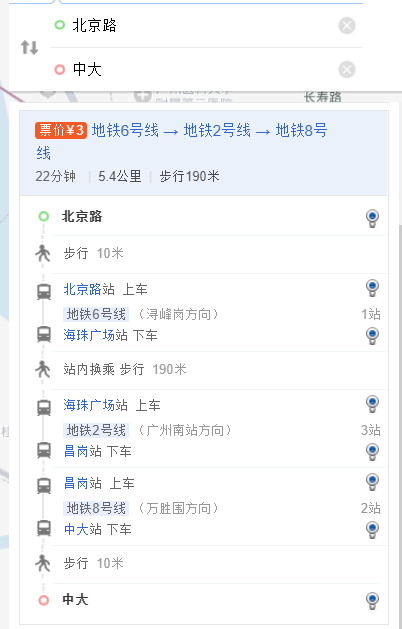 北京路
中大
长寿路
票价¥3 地铁6号线 → 地铁2号线 → 地铁8号
线
22分钟 | 5.4公里 | 步行190米
北京路
步行 10米
北京路站 上车
地铁6号线 （浔峰岗方向） 1站
海珠广场站 下车
站内换乘 步行 190米
海珠广场站 上车
地铁2号线 （广州南站方向） 3站
昌岗站 下车
昌岗站 上车
地铁8号线 （万胜围方向） 2站
中大站 下车
步行 10米
中大